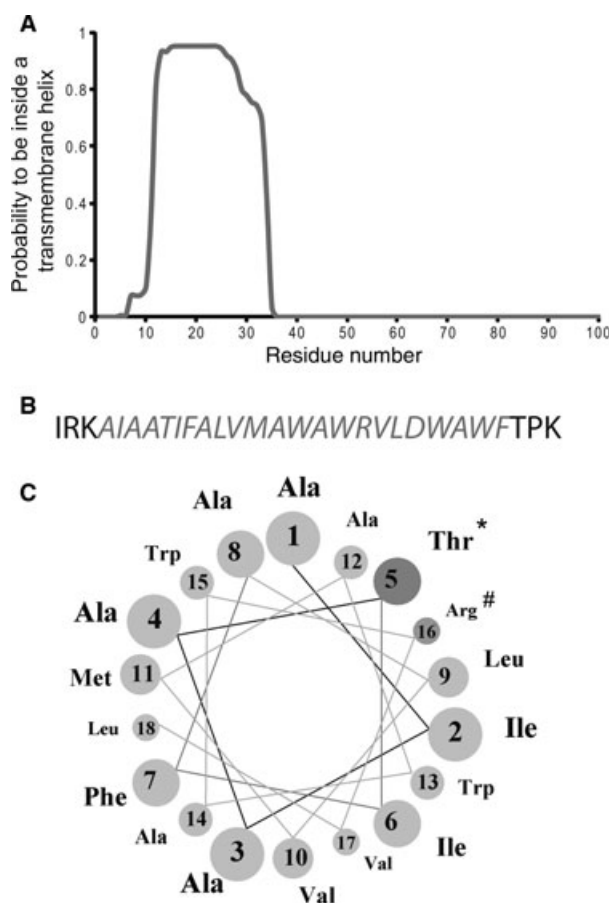 A
Probability to be inside a
transmembrane helix
1
0.8
0.6
0.4
0.2
0
0 10 20 30 40 50 60 70 80 90 100
Residue number
B
IRKAIAATIFALVMAWAWRVLDWAWFTPK
C
Ala
Ala
Ala
Thr*
Trp
8
1
12
5
15
Arg#
Ala
4
16
Leu
Met
11
9
Leu
18
2
Ile
Phe
7
13
Trp
Ala
14
6
Ile
3
10
17
Val
Ala
Val